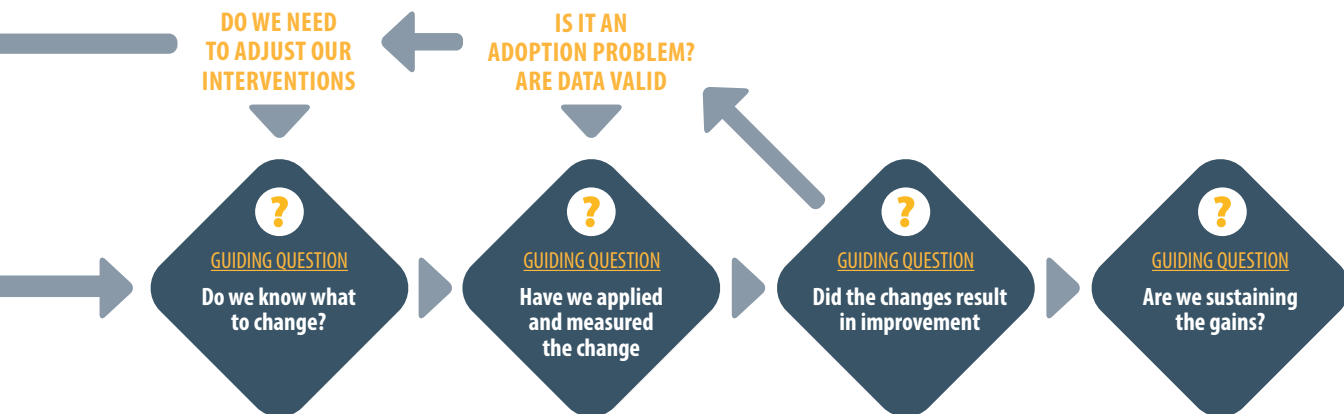 DO WE NEED
TO ADJUST OUR
INTERVENTIONS
IS IT AN
ADOPTION PROBLEM?
ARE DATA VALID
?
GUIDING QUESTION
Do we know what
to change?
?
GUIDING QUESTION
Have we applied
and measured
the change
?
GUIDING QUESTION
Did the changes result
in improvement
?
GUIDING QUESTION
Are we sustaining
the gains?